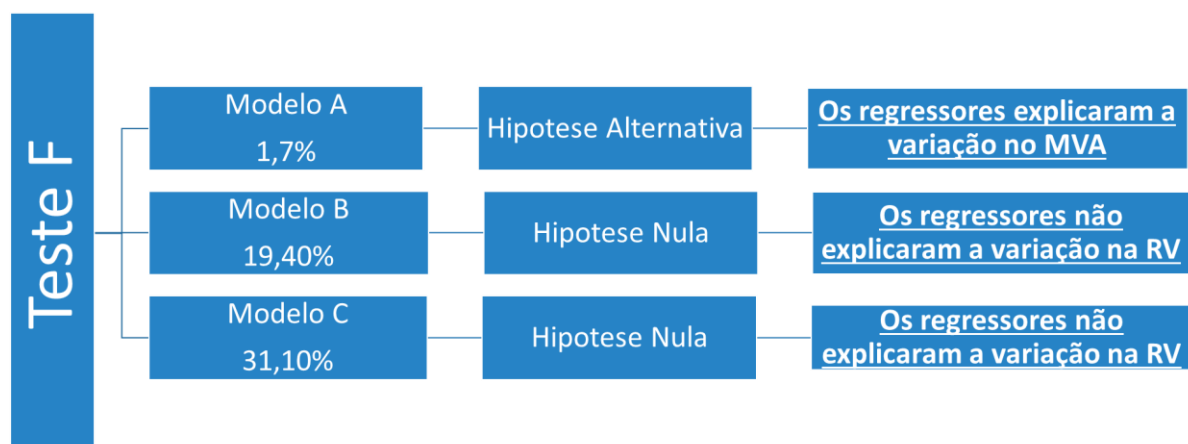 Teste F
Modelo A
1,7%
Hipotese Alternativa
Os regressores explicaram a
variação no MVA
Modelo B
19,40%
Hipotese Nula
Os regressores não
explicaram a variação na RV
Modelo C
31,10%
Hipotese Nula
Os regressores não
explicaram a variação na RV